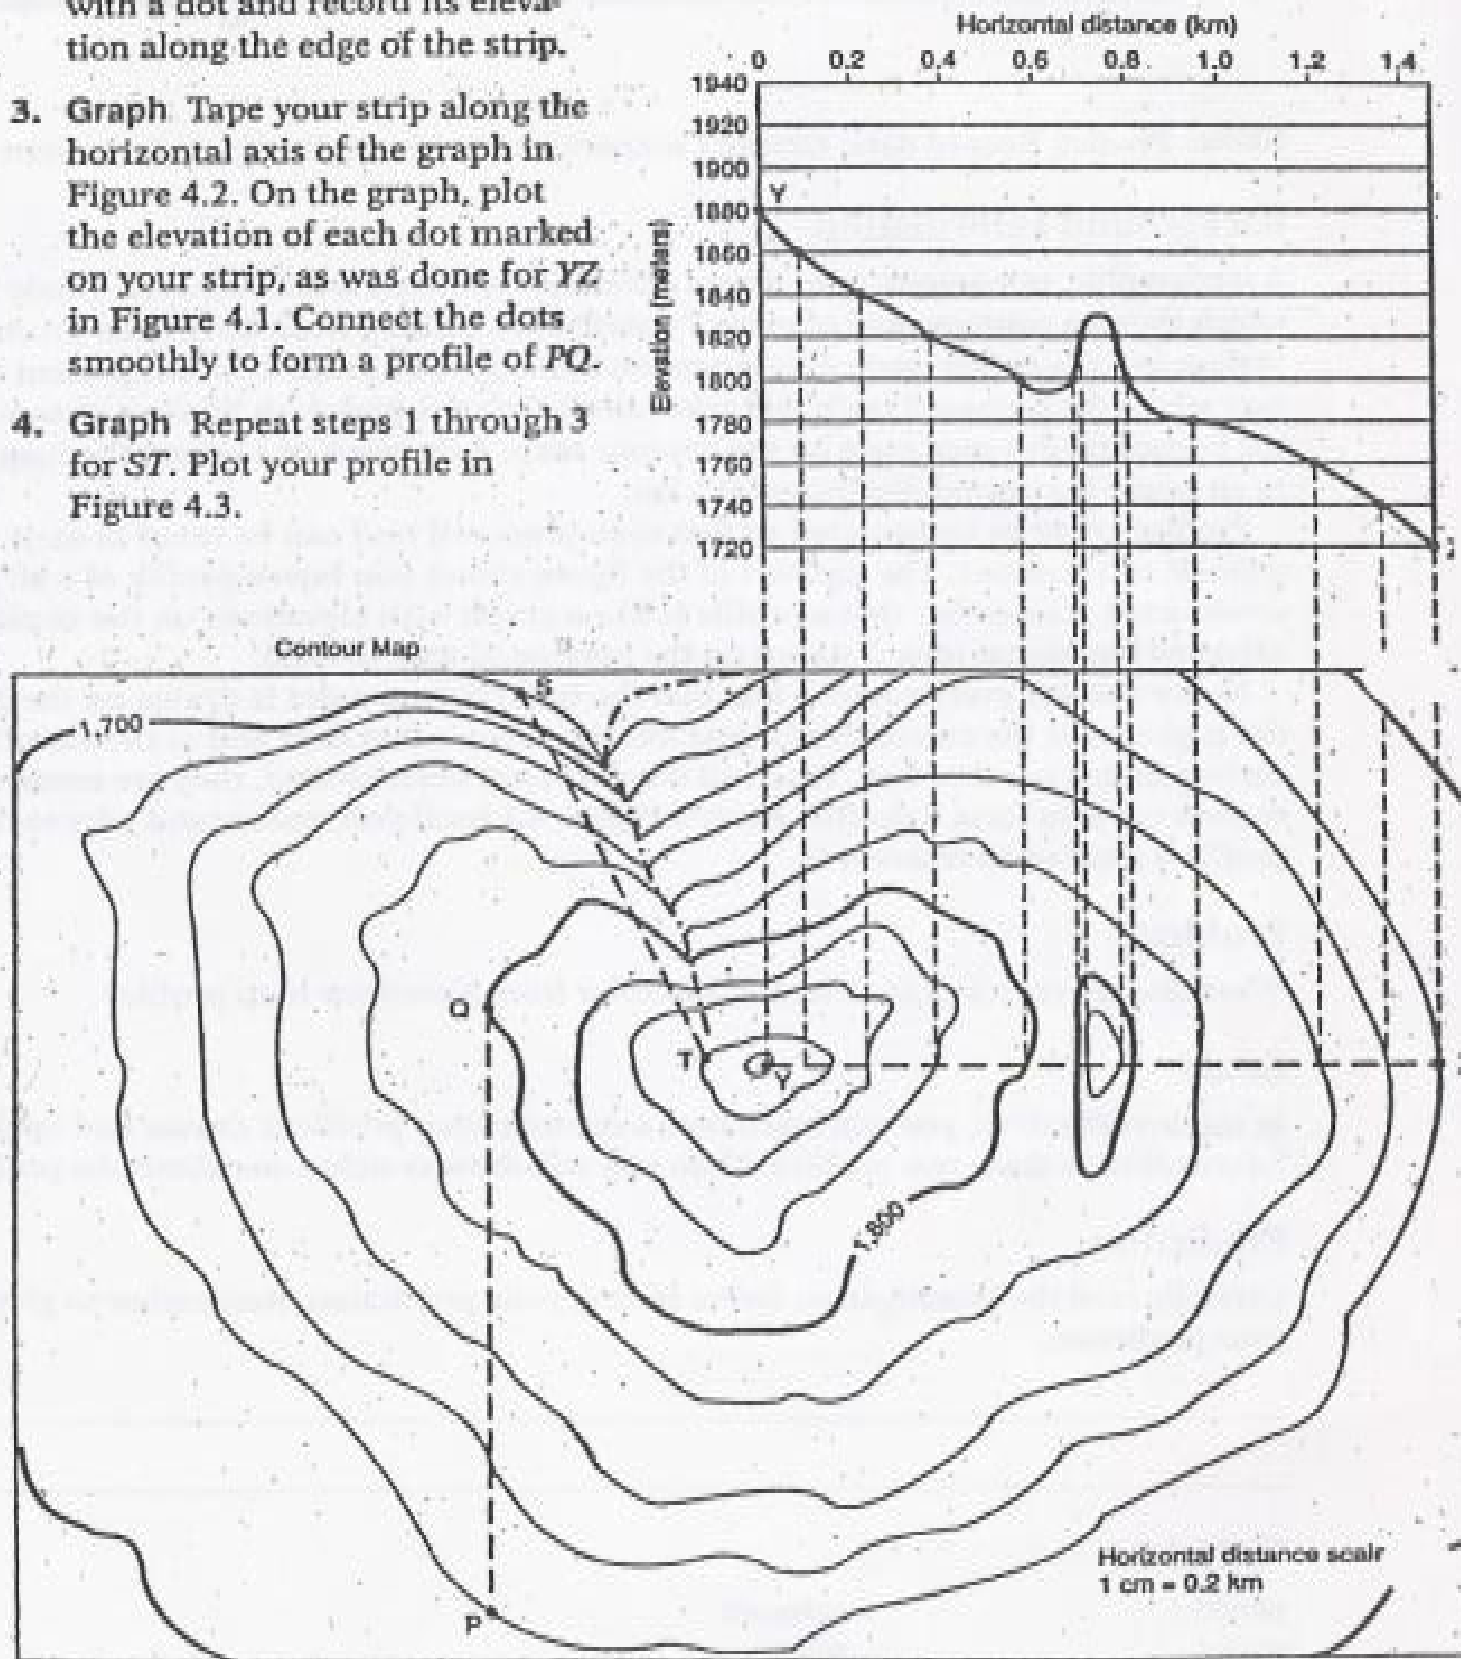 with a dot and record its eleva-
tion along the edge of the strip.
3. Graph Tape your strip along the
horizontal axis of the graph in
Figure 4.2. On the graph, plot
the elevation of each dot marked
on your strip, as was done for YZ
in Figure 4.1. Connect the dots
smoothly to form a profile of PQ.
4. Graph Repeat steps 1 through 3
for ST. Plot your profile in
Figure 4.3.
Horizontal distance (km)
0 0.2 0.4 0.6 0.8 1.0 1.2 1.4
Elevation (meters)
1940
1920
1900
1880
1860
1840
1820
1800
1780
1760
1740
1720
Y
Contour Map
S
1,700
Q
T
Y
1,800
P
Horizontal distance scale
1 cm = 0.2 km